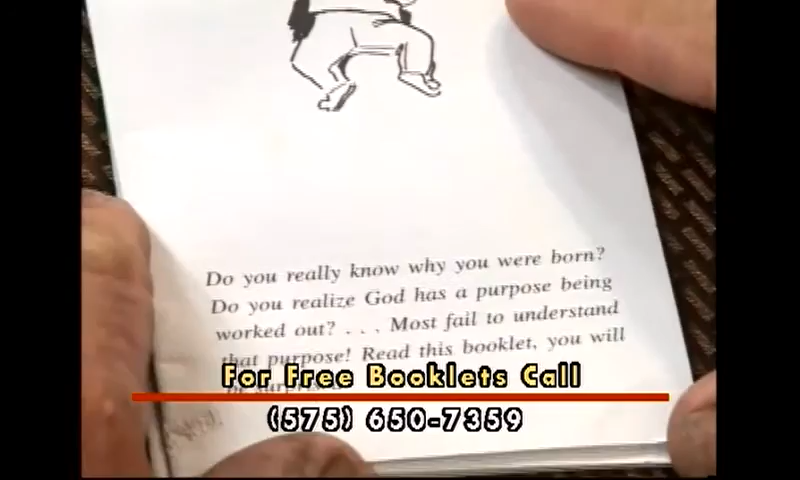 Do you really know why you were born?
Do you realize God has a purpose being
worked out? . . . Most fail to understand
that purpose! Read this booklet, you will
be
For Free Booklets Call
(575) 650-7359